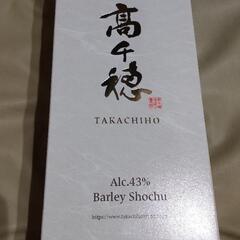 高千穂
TAKACHIHO
Alc.43%
Barley Shochu